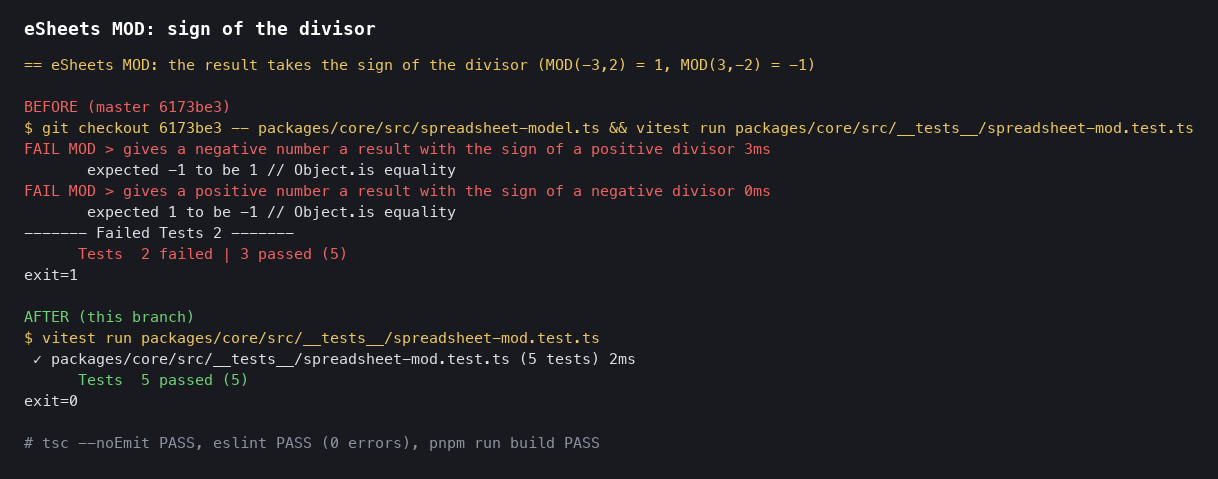 eSheets MOD: sign of the divisor
== eSheets MOD: the result takes the sign of the divisor (MOD(−3,2) = 1, MOD(3,−2) = −1)
BEFORE (master 6173be3)
$ git checkout 6173be3 −− packages/core/src/spreadsheet−model.ts && vitest run packages/core/src/__tests__/spreadsheet−mod.test.ts
FAIL MOD > gives a negative number a result with the sign of a positive divisor 3ms
expected −1 to be 1 // Object.is equality
FAIL MOD > gives a positive number a result with the sign of a negative divisor 0ms
expected 1 to be −1 // Object.is equality
−−−−−−− Failed Tests 2 −−−−−−−
Tests  2 failed | 3 passed (5)
exit=1
AFTER (this branch)
$ vitest run packages/core/src/__tests__/spreadsheet−mod.test.ts
✓ packages/core/src/__tests__/spreadsheet−mod.test.ts (5 tests) 2ms
Tests  5 passed (5)
exit=0
# tsc −−noEmit PASS, eslint PASS (0 errors), pnpm run build PASS